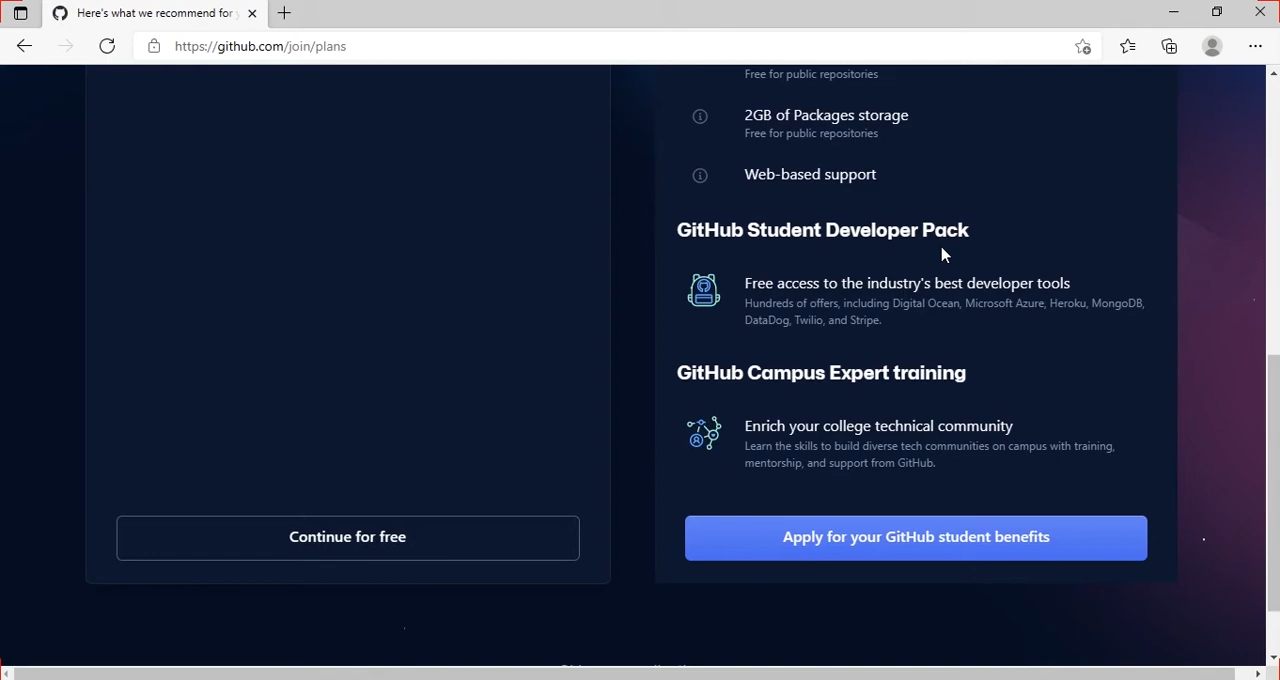 Here's what we recommend for
https://github.com/join/plans
Free for public repositories
2GB of Packages storage
Free for public repositories
Web-based support
GitHub Student Developer Pack
Free access to the industry's best developer tools
Hundreds of offers, including Digital Ocean, Microsoft Azure, Heroku, MongoDB,
DataDog, Twilio, and Stripe.
GitHub Campus Expert training
Enrich your college technical community
Learn the skills to build diverse tech communities on campus with training,
mentorship, and support from GitHub.
Continue for free
Apply for your GitHub student benefits